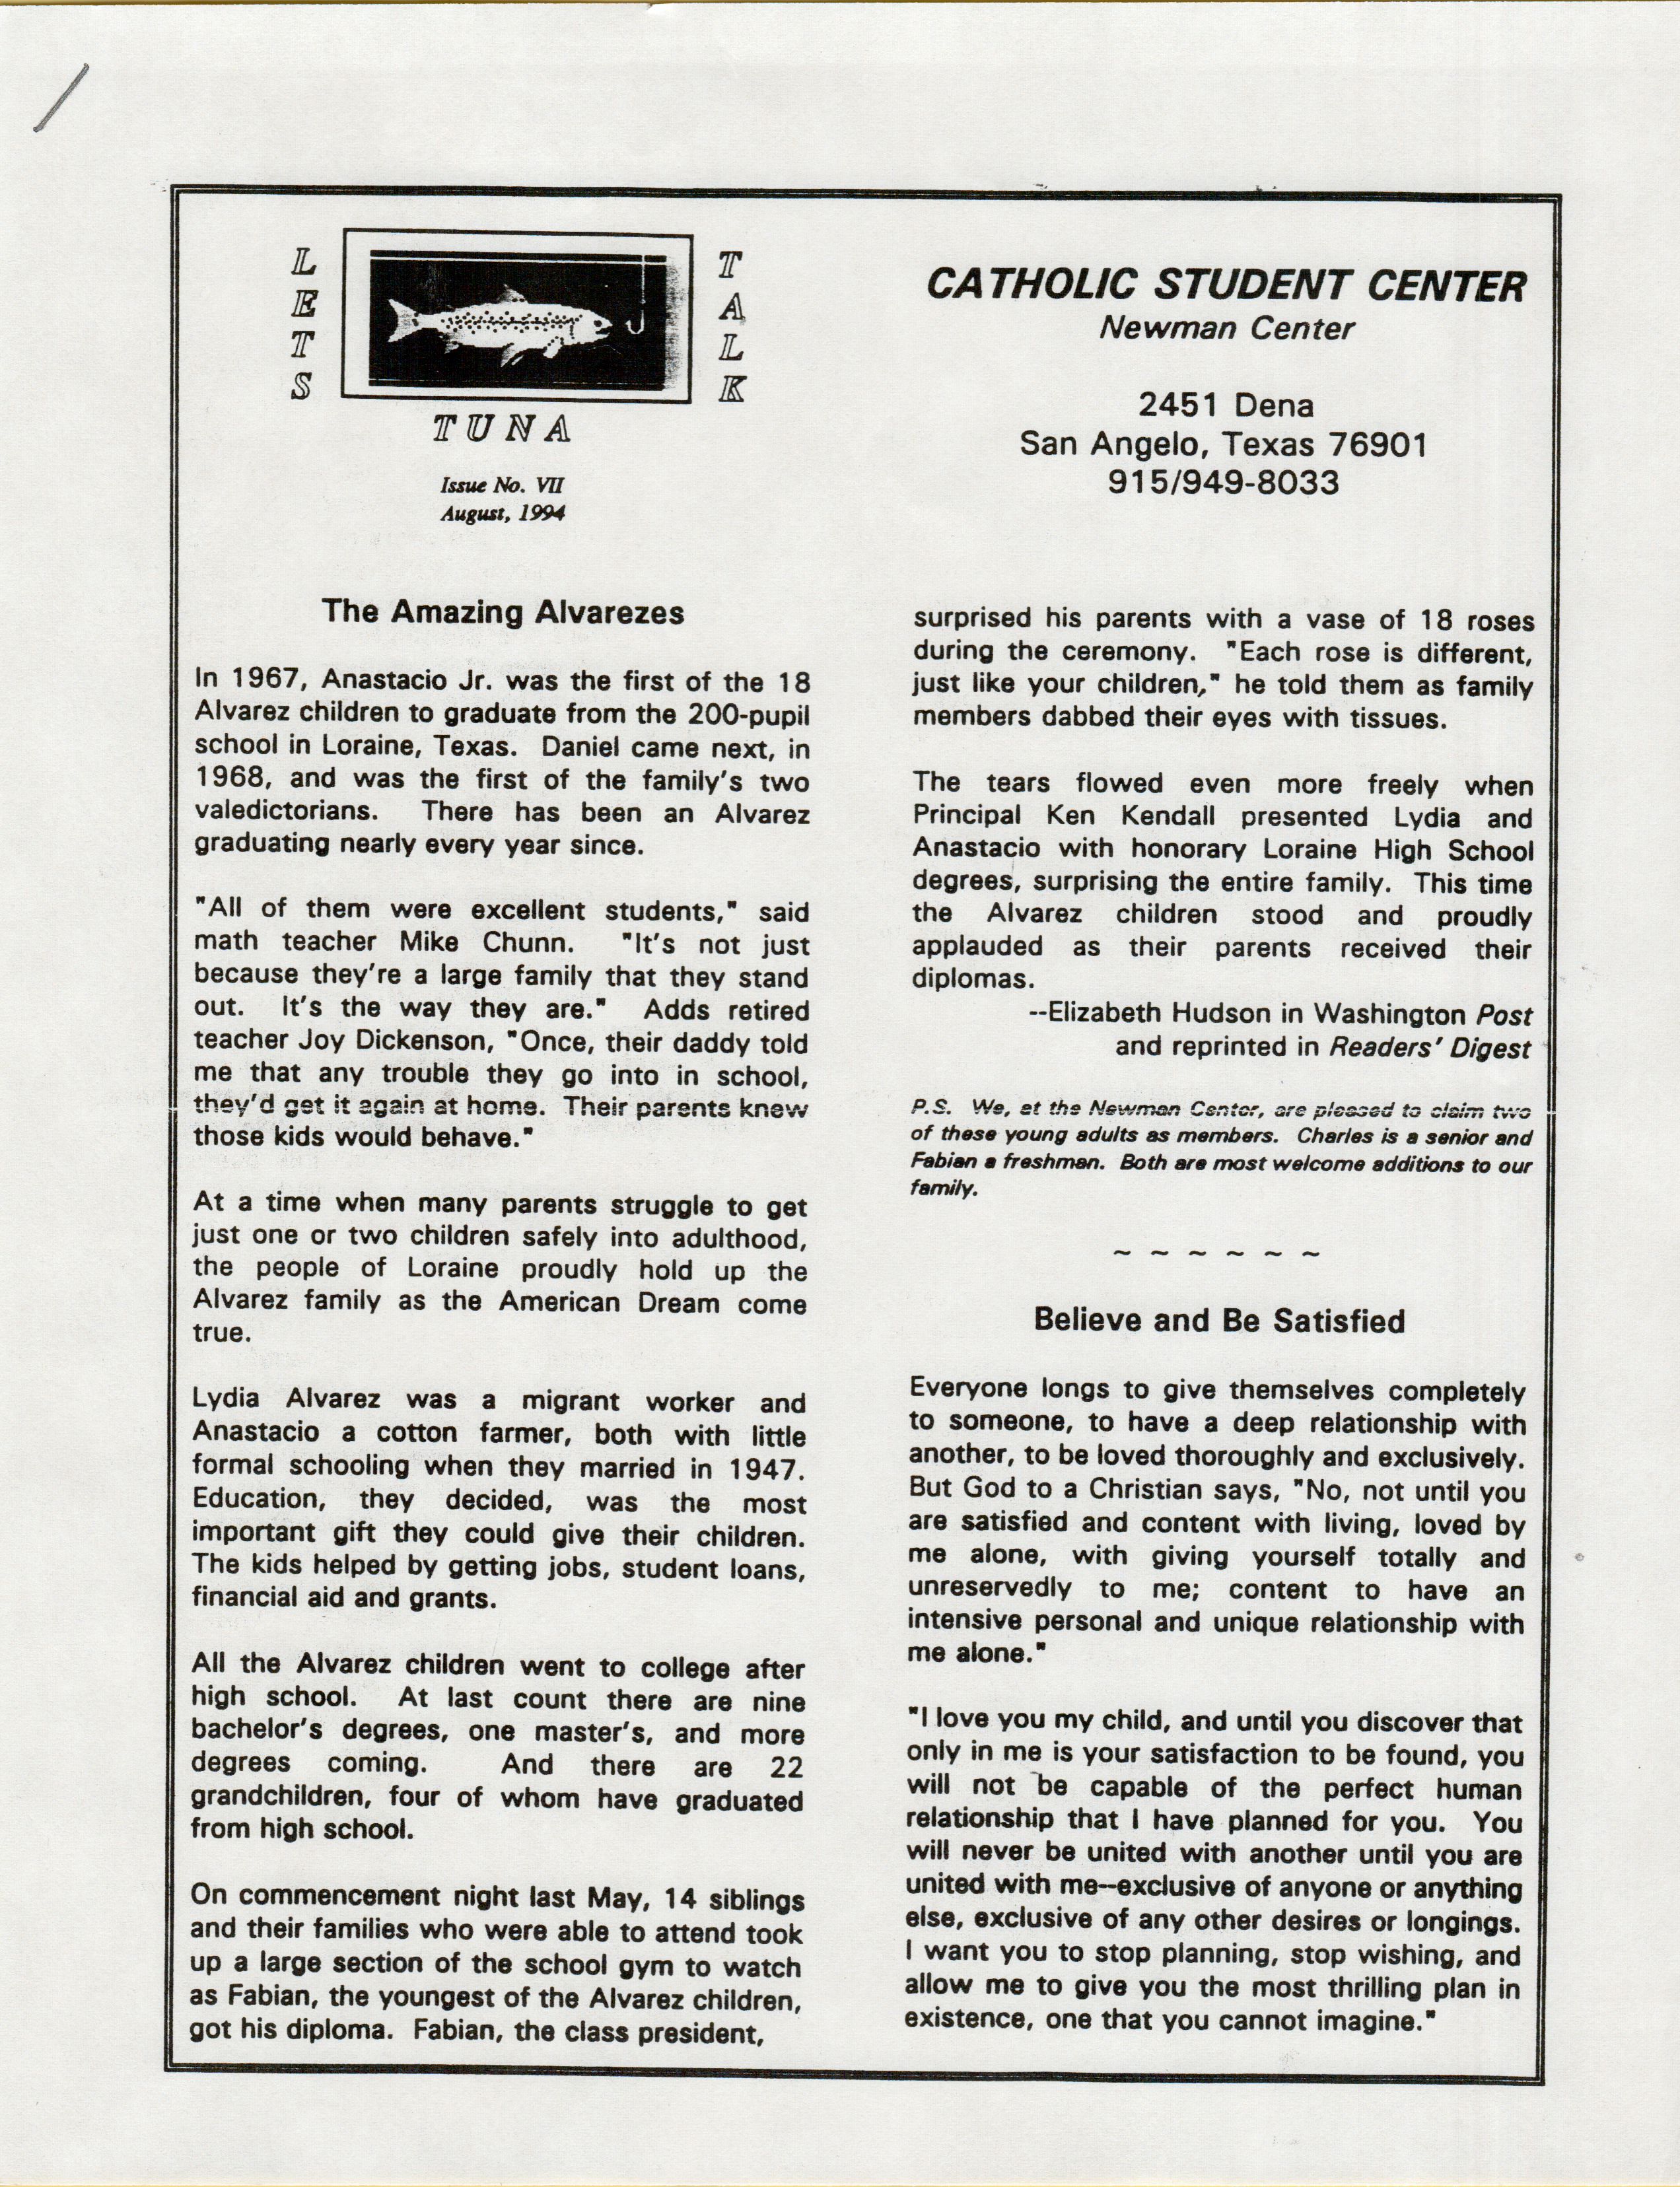 LETS
TALK
TUNA
Issue No. VII
August, 1994
CATHOLIC STUDENT CENTER
Newman Center
2451 Dena
San Angelo, Texas 76901
915/949-8033
The Amazing Alvarezes
In 1967, Anastacio Jr. was the first of the 18
Alvarez children to graduate from the 200-pupil
school in Loraine, Texas. Daniel came next, in
1968, and was the first of the family's two
valedictorians. There has been an Alvarez
graduating nearly every year since.
"All of them were excellent students," said
math teacher Mike Chunn. "It's not just
because they're a large family that they stand
out. It's the way they are." Adds retired
teacher Joy Dickenson, "Once, their daddy told
me that any trouble they go into in school,
they'd get it again at home. Their parents knew
those kids would behave."
At a time when many parents struggle to get
just one or two children safely into adulthood,
the people of Loraine proudly hold up the
Alvarez family as the American Dream come
true.
Lydia Alvarez was a migrant worker and
Anastacio a cotton farmer, both with little
formal schooling when they married in 1947.
Education, they decided, was the most
important gift they could give their children.
The kids helped by getting jobs, student loans,
financial aid and grants.
All the Alvarez children went to college after
high school. At last count there are nine
bachelor's degrees, one master's, and more
degrees coming. And there are 22
grandchildren, four of whom have graduated
from high school.
On commencement night last May, 14 siblings
and their families who were able to attend took
up a large section of the school gym to watch
as Fabian, the youngest of the Alvarez children,
got his diploma. Fabian, the class president,
surprised his parents with a vase of 18 roses
during the ceremony. "Each rose is different,
just like your children," he told them as family
members dabbed their eyes with tissues.
The tears flowed even more freely when
Principal Ken Kendall presented Lydia and
Anastacio with honorary Loraine High School
degrees, surprising the entire family. This time
the Alvarez children stood and proudly
applauded as their parents received their
diplomas.
--Elizabeth Hudson in Washington Post
and reprinted in Readers' Digest
P.S. We, at the Newman Center, are pleased to claim two
of these young adults as members. Charles is a senior and
Fabian a freshman. Both are most welcome additions to our
family.
~ ~ ~ ~ ~ ~
Believe and Be Satisfied
Everyone longs to give themselves completely
to someone, to have a deep relationship with
another, to be loved thoroughly and exclusively.
But God to a Christian says, "No, not until you
are satisfied and content with living, loved by
me alone, with giving yourself totally and
unreservedly to me; content to have an
intensive personal and unique relationship with
me alone."
"I love you my child, and until you discover that
only in me is your satisfaction to be found, you
will not be capable of the perfect human
relationship that I have planned for you. You
will never be united with another until you are
united with me--exclusive of anyone or anything
else, exclusive of any other desires or longings.
I want you to stop planning, stop wishing, and
allow me to give you the most thrilling plan in
existence, one that you cannot imagine."